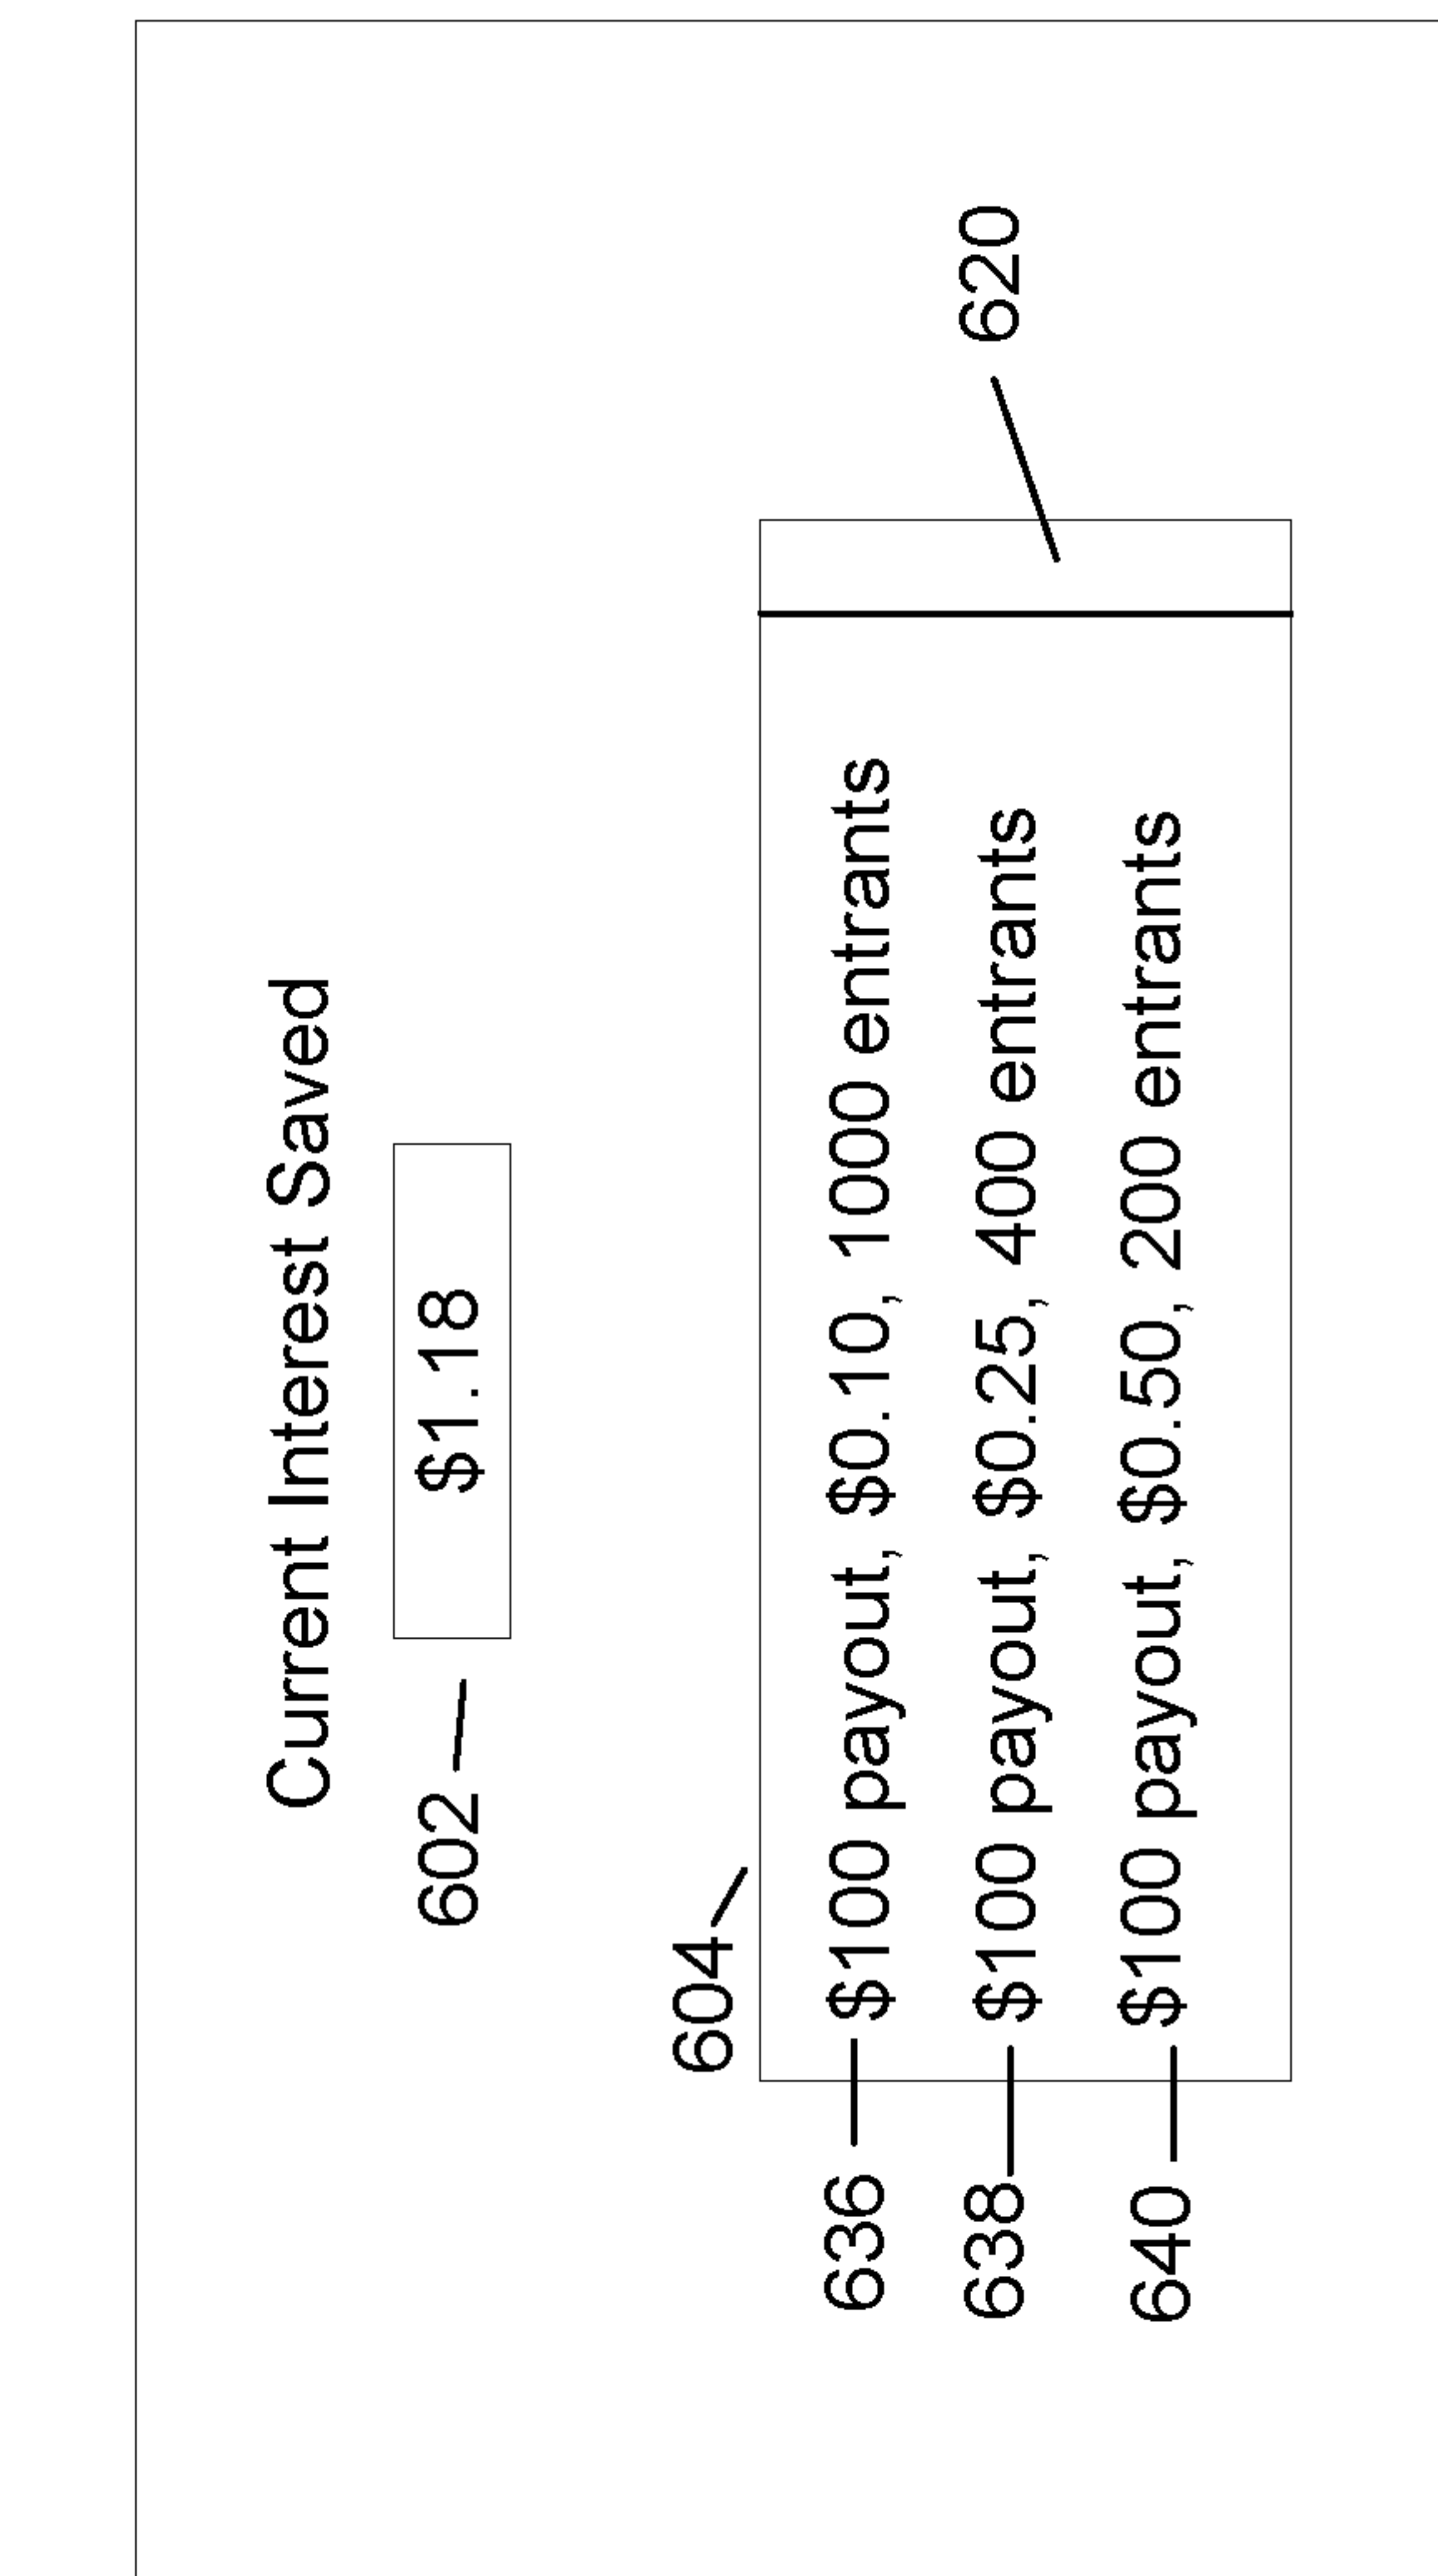 Current Interest Saved
602 $1.18
604
620
636 $100 payout, $0.10, 1000 entrants
638 $100 payout, $0.25, 400 entrants
640 $100 payout, $0.50, 200 entrants